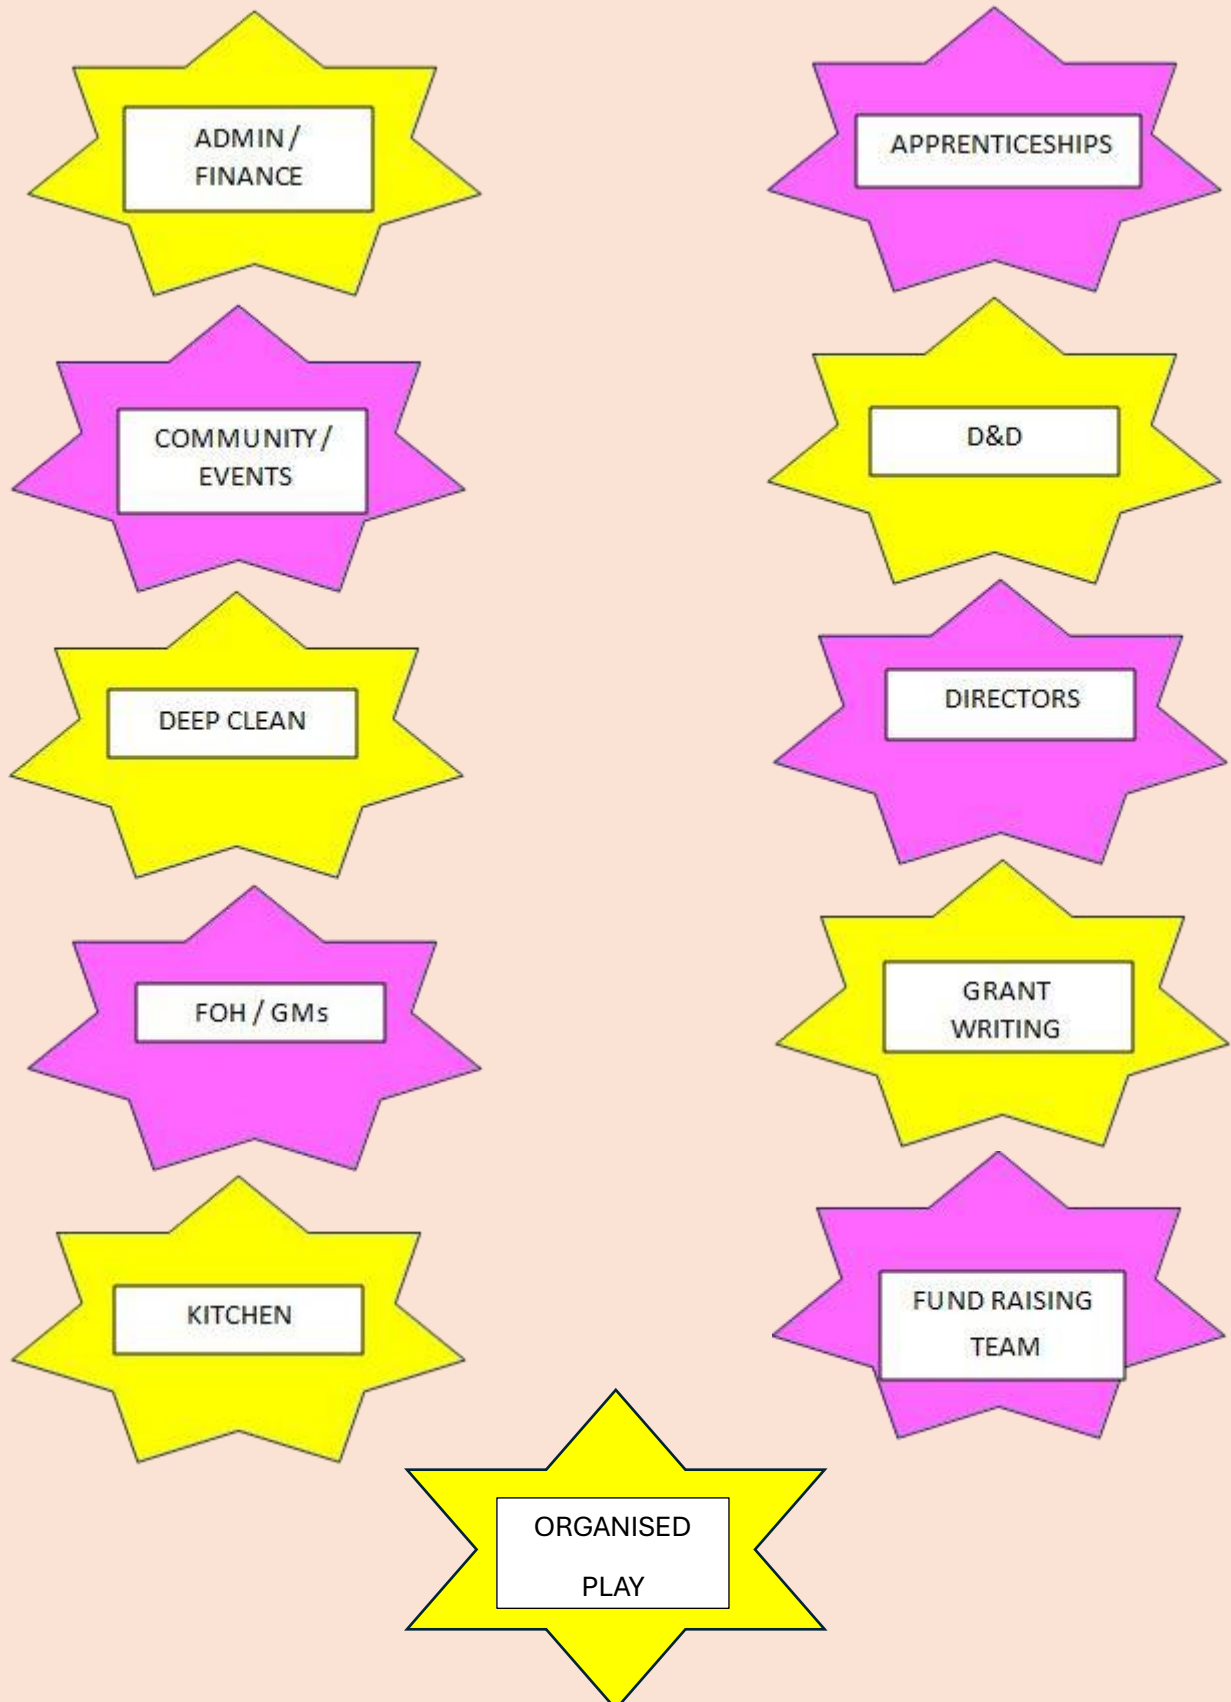 ADMIN /
FINANCE
APPRENTICESHIPS
COMMUNITY /
EVENTS
D&D
DEEP CLEAN
DIRECTORS
FOH / GMs
GRANT
WRITING
KITCHEN
FUND RAISING
TEAM
ORGANISED
PLAY